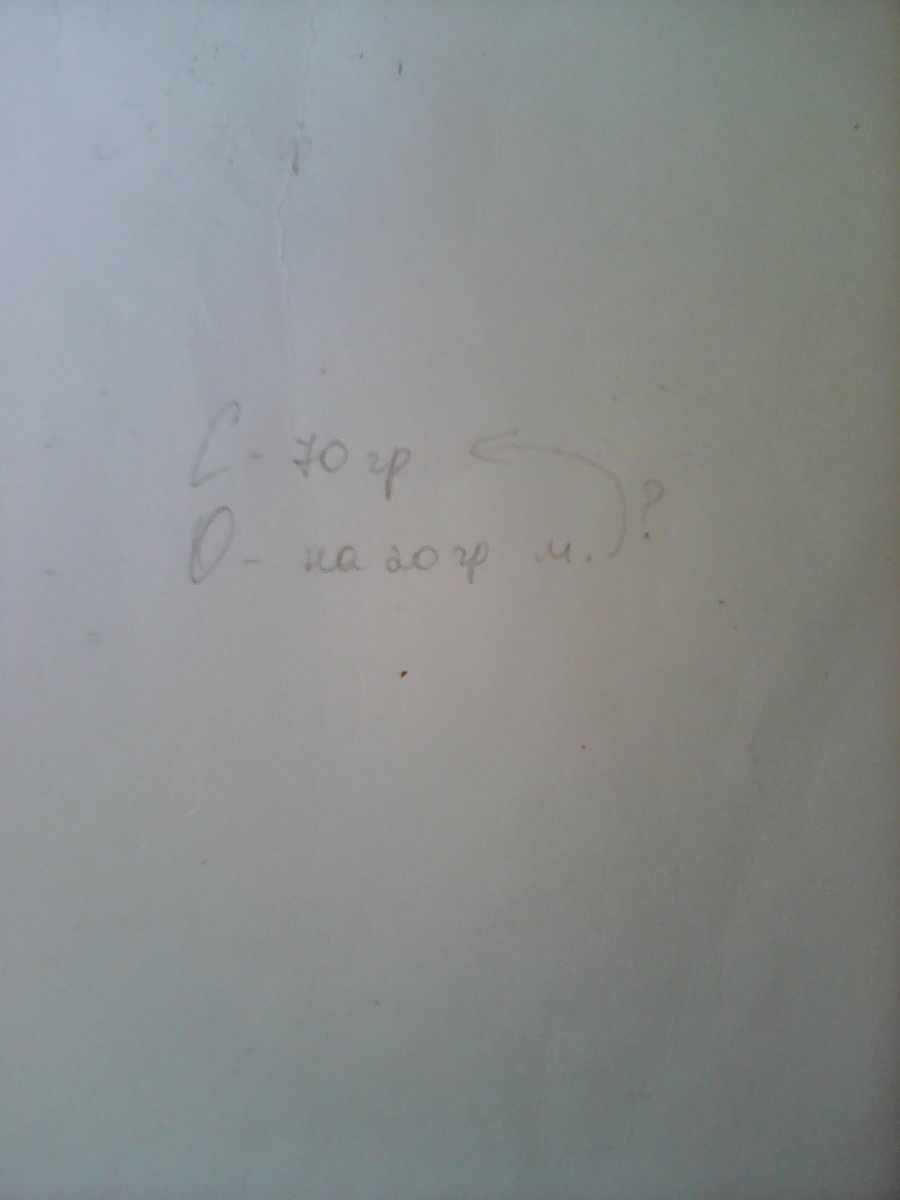 С - 70 гр
О - на 20 гр м. ?